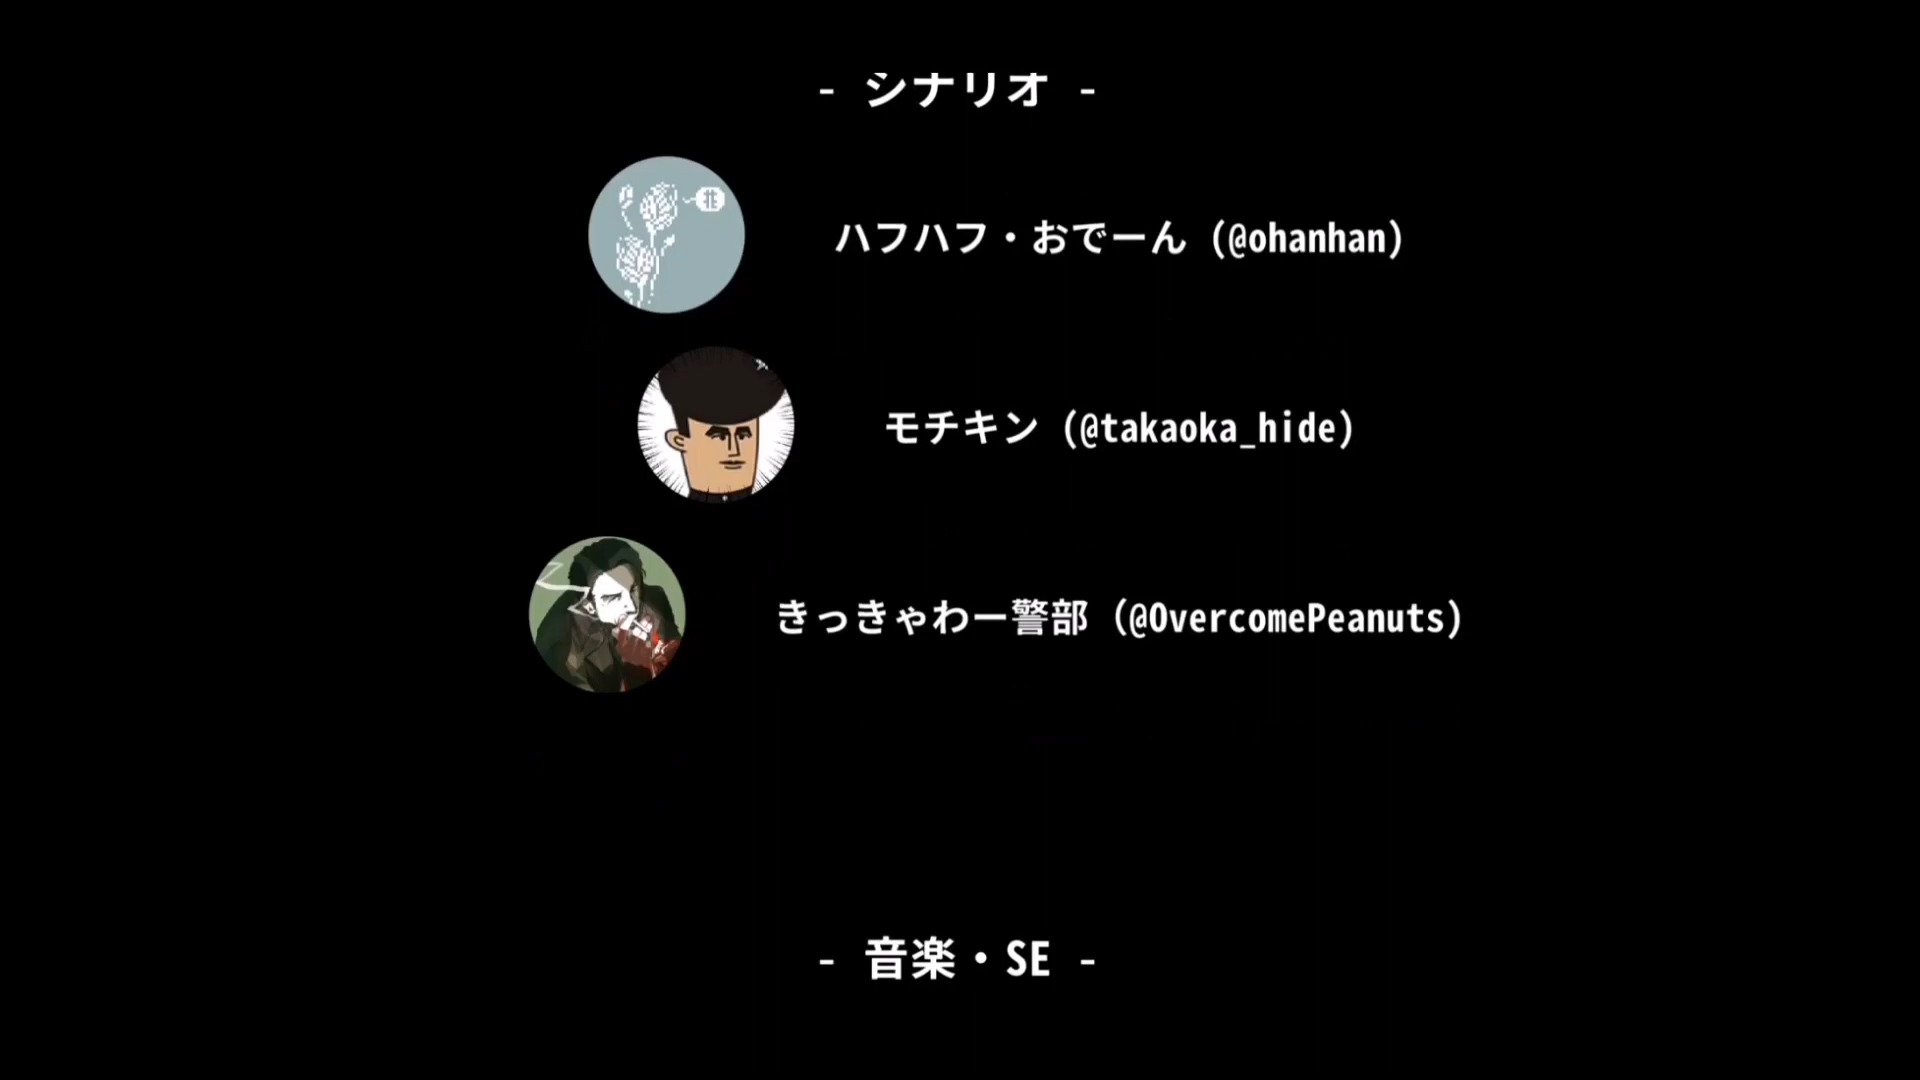 - シナリオ -
花
ハフハフ・おでーん (@ohanhan)
モチキン (@takaoka_hide)
きっきゃわー警部 (@OvercomePeanuts)
- 音楽・SE -